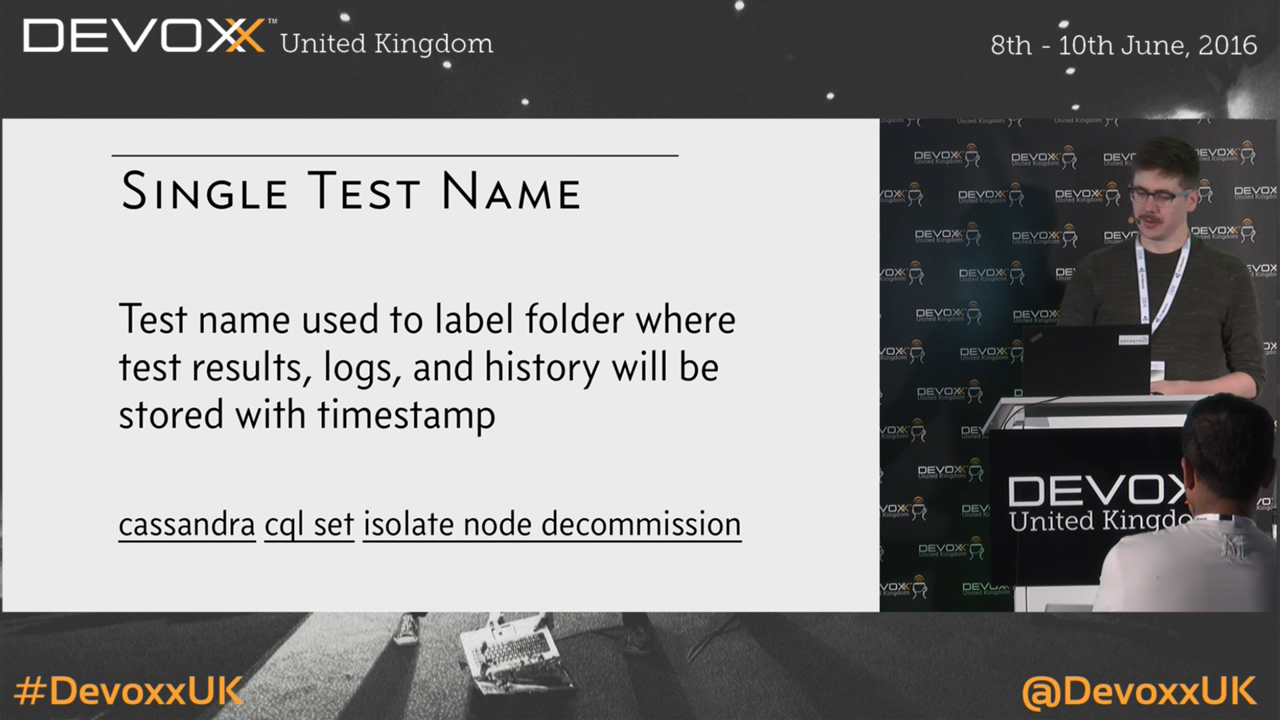 DEVOXX™ United Kingdom
8th - 10th June, 2016
SINGLE TEST NAME
Test name used to label folder where
test results, logs, and history will be
stored with timestamp
cassandra cql set isolate node decommission
DEVOXX
United Kingdom
#DevoxxUK
@DevoxxUK